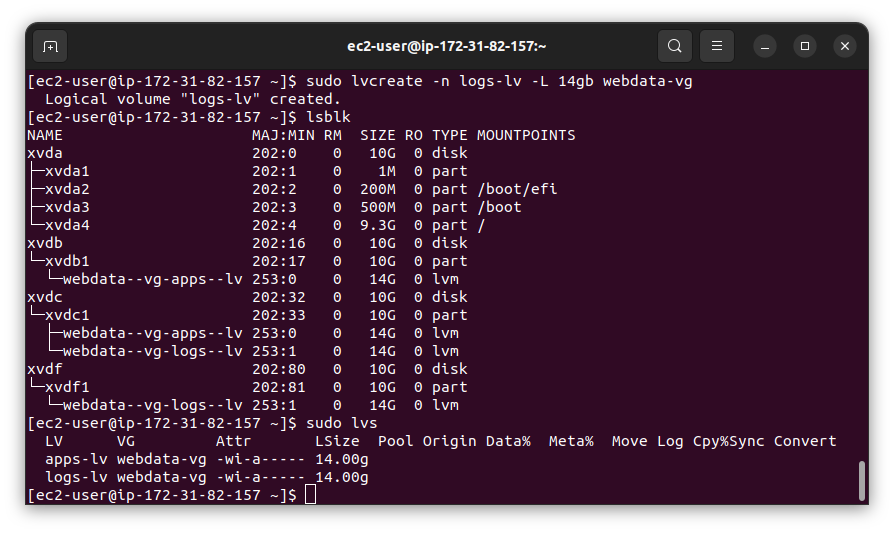 ec2-user@ip-172-31-82-157:~
[ec2-user@ip-172-31-82-157 ~]$ sudo lvcreate -n logs-lv -L 14gb webdata-vg
  Logical volume "logs-lv" created.
[ec2-user@ip-172-31-82-157 ~]$ lsblk
NAME                     MAJ:MIN RM  SIZE RO TYPE MOUNTPOINTS
xvda                     202:0    0   10G  0 disk
├─xvda1                  202:1    0    1M  0 part
├─xvda2                  202:2    0  200M  0 part /boot/efi
├─xvda3                  202:3    0  500M  0 part /boot
└─xvda4                  202:4    0  9.3G  0 part /
xvdb                     202:16   0   10G  0 disk
└─xvdb1                  202:17   0   10G  0 part
  └─webdata--vg-apps--lv 253:0    0   14G  0 lvm
xvdc                     202:32   0   10G  0 disk
└─xvdc1                  202:33   0   10G  0 part
  ├─webdata--vg-apps--lv 253:0    0   14G  0 lvm
  └─webdata--vg-logs--lv 253:1    0   14G  0 lvm
xvdf                     202:80   0   10G  0 disk
└─xvdf1                  202:81   0   10G  0 part
  └─webdata--vg-logs--lv 253:1    0   14G  0 lvm
[ec2-user@ip-172-31-82-157 ~]$ sudo lvs
  LV      VG         Attr       LSize  Pool Origin Data%  Meta%  Move Log Cpy%Sync Convert
  apps-lv webdata-vg -wi-a----- 14.00g
  logs-lv webdata-vg -wi-a----- 14.00g
[ec2-user@ip-172-31-82-157 ~]$